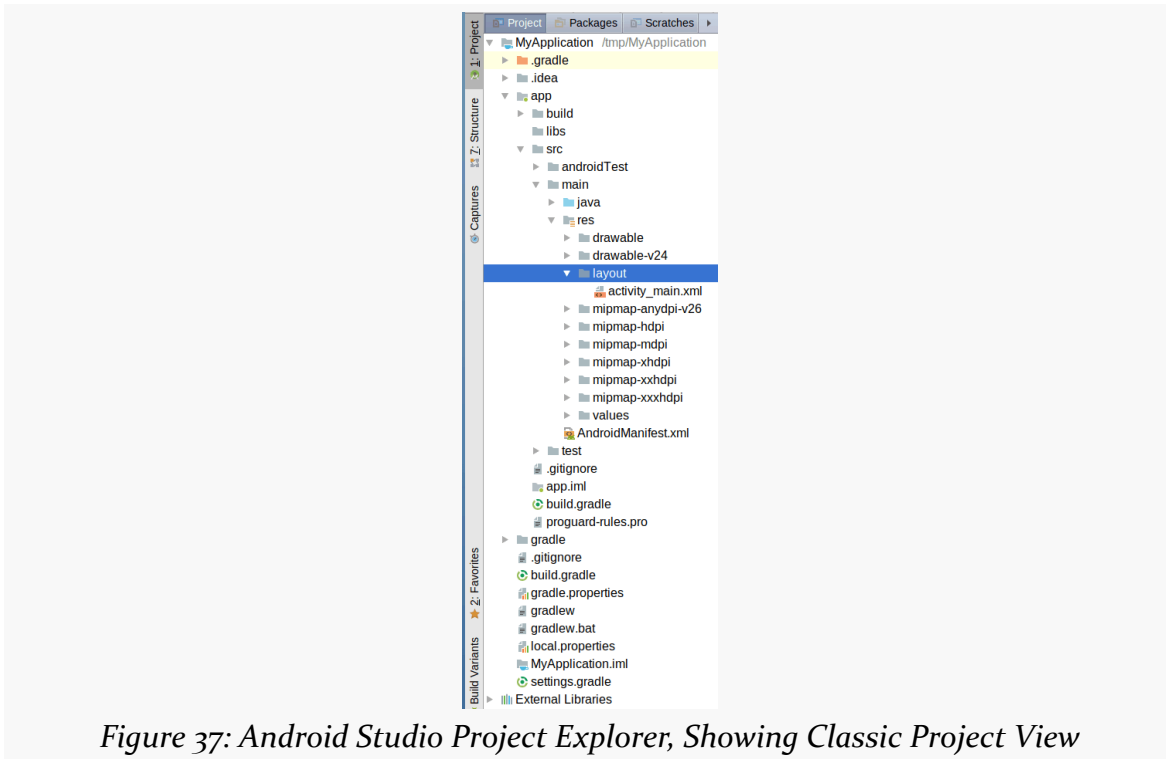 Project Packages Scratches
MyApplication /tmp/MyApplication
.gradle
.idea
app
build
libs
src
androidTest
main
java
res
drawable
drawable-v24
layout
activity_main.xml
mipmap-anydpi-v26
mipmap-hdpi
mipmap-mdpi
mipmap-xhdpi
mipmap-xxhdpi
mipmap-xxxhdpi
values
AndroidManifest.xml
test
.gitignore
app.iml
build.gradle
proguard-rules.pro
gradle
.gitignore
build.gradle
gradle.properties
gradlew
gradlew.bat
local.properties
MyApplication.iml
settings.gradle
External Libraries
1: Project
7: Structure
Captures
2: Favorites
Build Variants
Figure 37: Android Studio Project Explorer, Showing Classic Project View